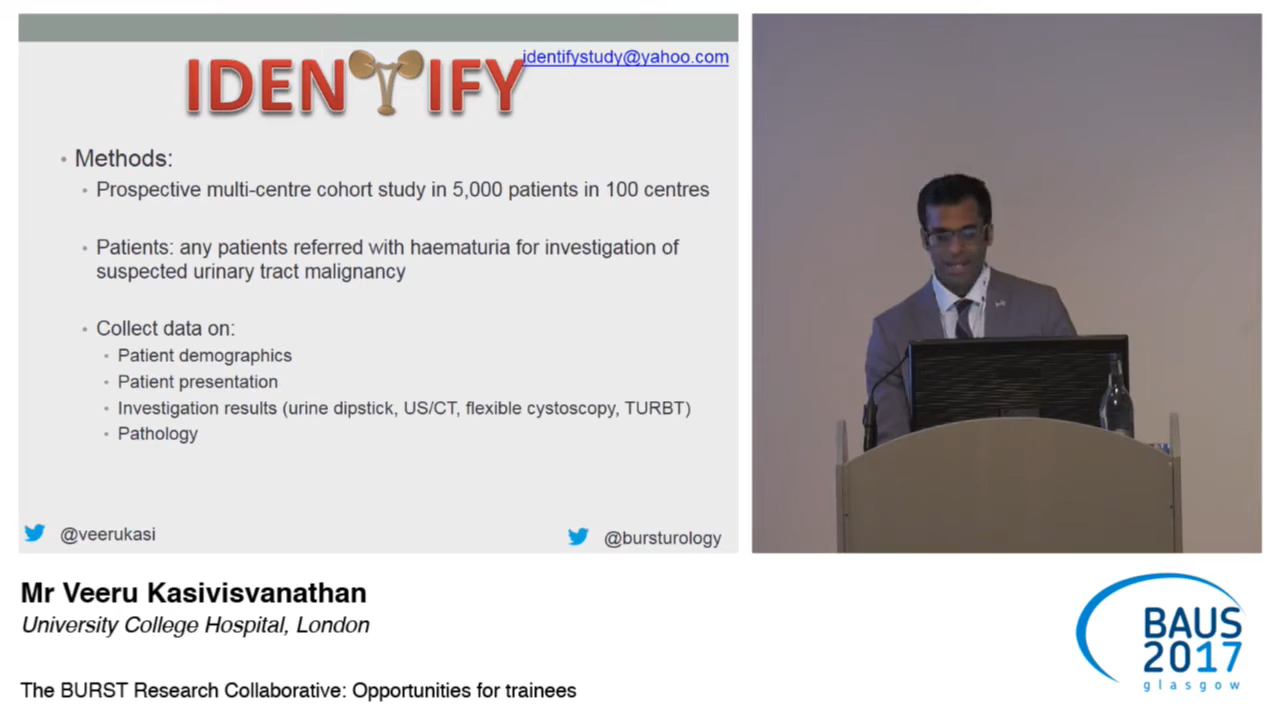 IDENTIFY
identifystudy@yahoo.com
• Methods:
• Prospective multi-centre cohort study in 5,000 patients in 100 centres
• Patients: any patients referred with haematuria for investigation of
suspected urinary tract malignancy
• Collect data on:
• Patient demographics
• Patient presentation
• Investigation results (urine dipstick, US/CT, flexible cystoscopy, TURBT)
• Pathology
@veerukasi
@bursturology
Mr Veeru Kasivisvanathan
University College Hospital, London
The BURST Research Collaborative: Opportunities for trainees
BAUS
2017
glasgow